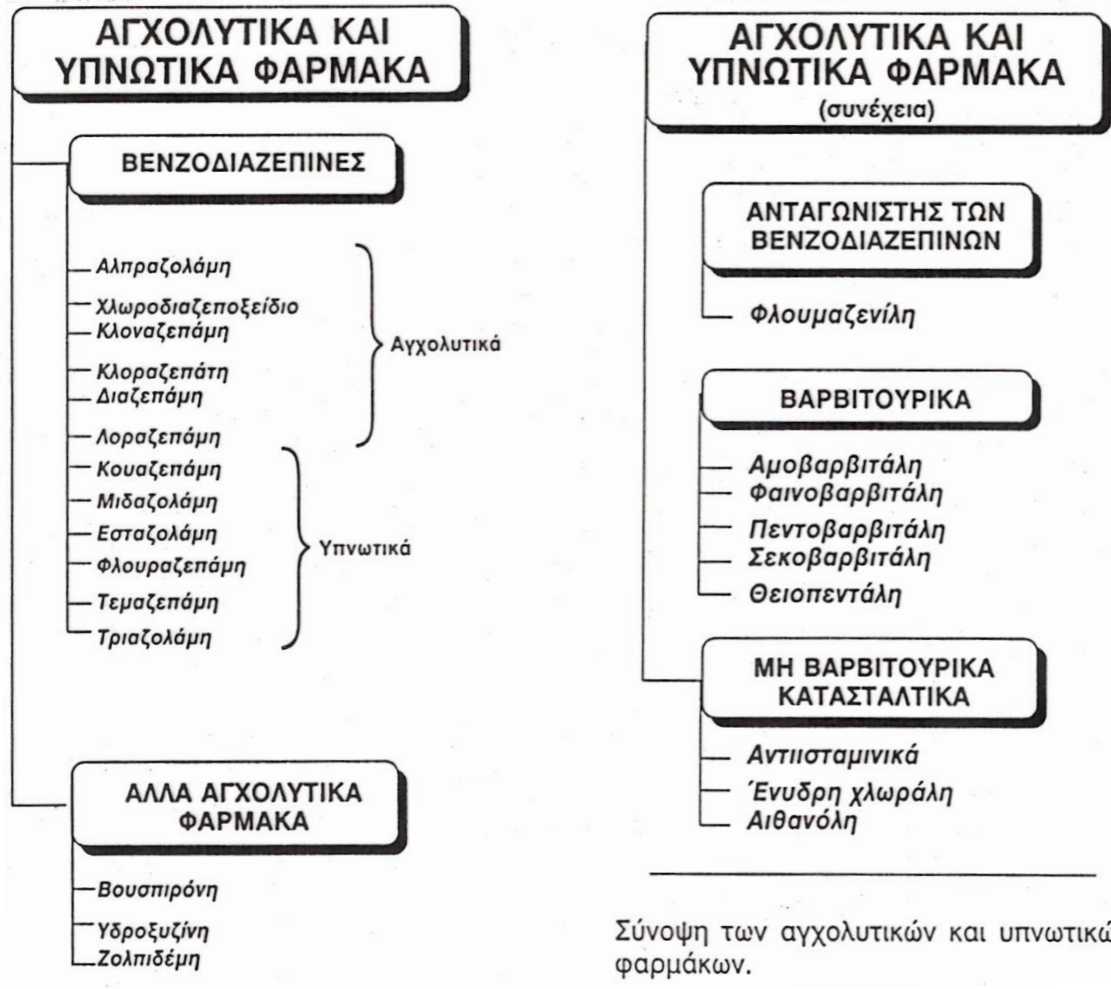 ΑΓΧΟΛΥΤΙΚΑ ΚΑΙ
ΥΠΝΩΤΙΚΑ ΦΑΡΜΑΚΑ
ΒΕΝΖΟΔΙΑΖΕΠΙΝΕΣ
Αλπραζολάμη
Χλωροδιαζεποξείδιο
Κλοναζεπάμη
Κλοραζεπάτη
Διαζεπάμη
Λοραζεπάμη
Αγχολυτικά
Κουαζεπάμη
Μιδαζολάμη
Εσταζολάμη
Φλουραζεπάμη
Τεμαζεπάμη
Τριαζολάμη
Υπνωτικά
ΑΛΛΑ ΑΓΧΟΛΥΤΙΚΑ
ΦΑΡΜΑΚΑ
Βουσπιρόνη
Υδροξυζίνη
Ζολπιδέμη
ΑΓΧΟΛΥΤΙΚΑ ΚΑΙ
ΥΠΝΩΤΙΚΑ ΦΑΡΜΑΚΑ
(συνέχεια)
ΑΝΤΑΓΩΝΙΣΤΗΣ ΤΩΝ
ΒΕΝΖΟΔΙΑΖΕΠΙΝΩΝ
Φλουμαζενίλη
ΒΑΡΒΙΤΟΥΡΙΚΑ
Αμοβαρβιτάλη
Φαινοβαρβιτάλη
Πεντοβαρβιτάλη
Σεκοβαρβιτάλη
Θειοπεντάλη
ΜΗ ΒΑΡΒΙΤΟΥΡΙΚΑ
ΚΑΤΑΣΤΑΛΤΙΚΑ
Αντιισταμινικά
Ένυδρη χλωράλη
Αιθανόλη
Σύνοψη των αγχολυτικών και υπνωτικώ
φαρμάκων.